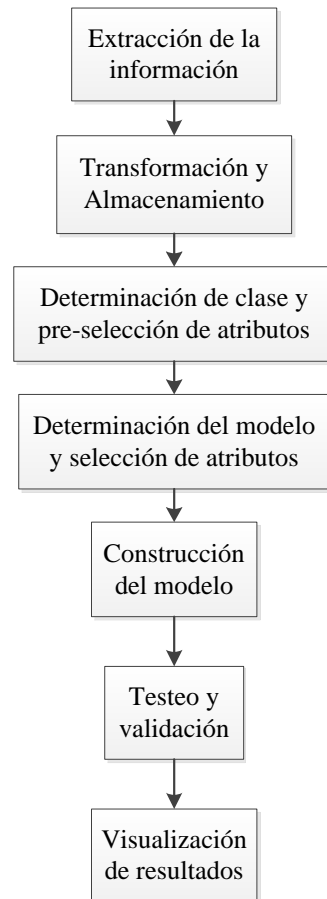 Extracción de la
información
Transformación y
Almacenamiento
Determinación de clase y
pre-selección de atributos
Determinación del modelo
y selección de atributos
Construcción
del modelo
Testeo y
validación
Visualización
de resultados